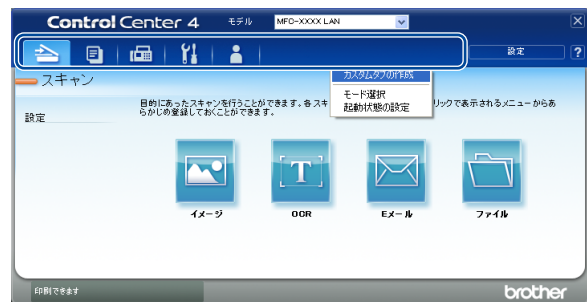 Control Center 4
モデル
MFC-XXXX LAN
設定
?
スキャン
カスタムタブの作成
モード選択
起動状態の設定
設定
目的にあったスキャンを行うことができます。各スキ
リックで表示されるメニューからあ
らかじめ登録しておくことができます。
T
イメージ
OCR
Eメール
ファイル
印刷できます
brother